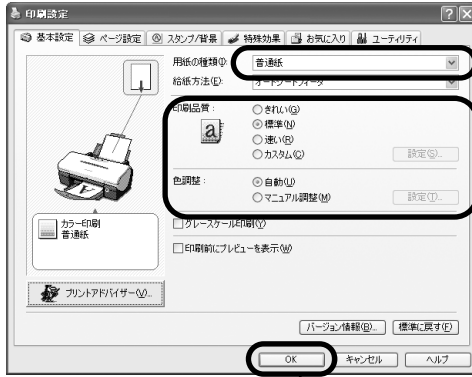 印刷設定
基本設定 ページ設定 スタンプ/背景 特殊効果 お気に入り ユーティリティ
用紙の種類(I): 普通紙
給紙方法(E): オートシートフィーダ
印刷品質:
きれい(G)
標準(N)
速い(R)
カスタム(C) 設定(S)...
色調整:
自動(U)
マニュアル調整(M) 設定(T)...
カラー印刷
普通紙
グレースケール印刷(Y)
印刷前にプレビューを表示(W)
プリントアドバイザー(V)...
バージョン情報(B)... 標準に戻す(F)
OK キャンセル ヘルプ